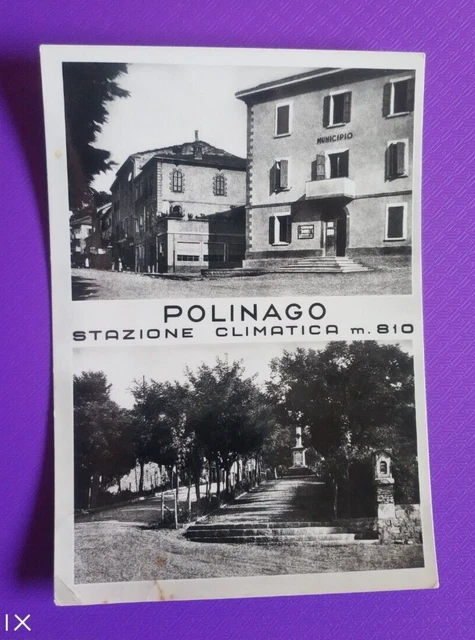 MUNICIPIO
POLINAGO
STAZIONE CLIMATICA m. 810
IX